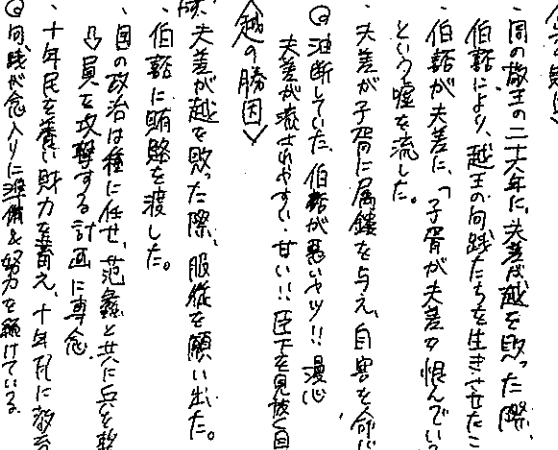 呉の敗因
・周の敬王の二十六年に、夫差は越を敗った際、
伯嚭により、越王の句践たちを生きさせたこ
・伯嚭が夫差に、「子胥が夫差を恨んでい
という嘘を流した。
・夫差が子胥に属鏤を与え、自害を命じ
◎油断していた、伯嚭が悪いヤツ!!慢心
夫差が流されやすい・甘い!!臣下を見抜く目
〈越の勝因〉
夫差が越を敗った際、服従を願い出た。
・伯嚭に賄賂を渡した。
・国の政治は種に任せ、范蠡と共に兵を
⇩呉を攻撃する計画に専念
・十年民を養い財力を蓄え、十年兵に教
◎句践が念入りに準備&努力を続けている。